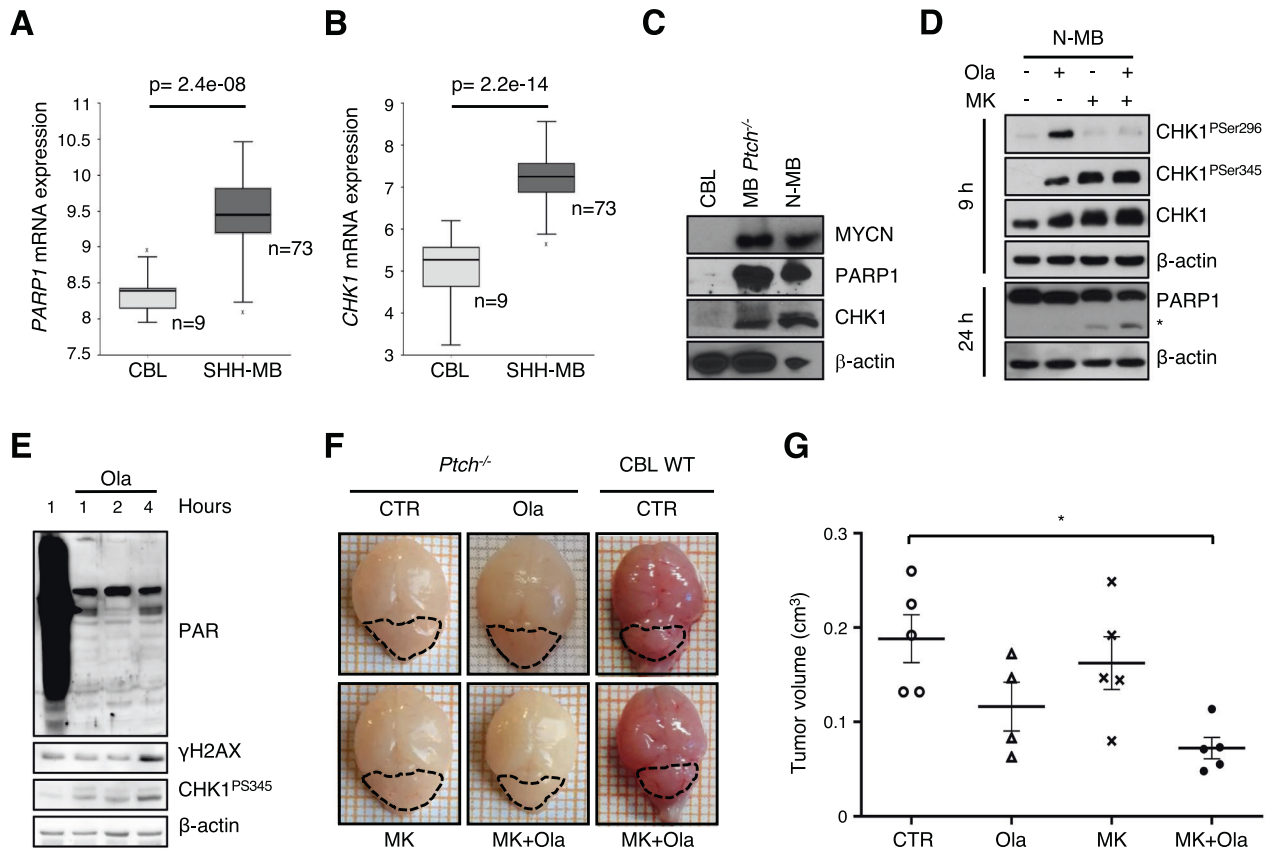 A
p= 2.4e-08
PARP1 mRNA expression
11
10.5
10
9.5
9
8.5
8
7.5
x
x
n=9
n=73
CBL
SHH-MB
B
p= 2.2e-14
CHK1 mRNA expression
9
8
7
6
5
4
3
x
n=9
n=73
CBL
SHH-MB
C
CBL
MB Ptch-/-
N-MB
MYCN
PARP1
CHK1
β-actin
D
N-MB
Ola - + - +
MK - - + +
9 h
CHK1PSer296
CHK1PSer345
CHK1
β-actin
24 h
PARP1
*
β-actin
E
Ola
1 1 2 4 Hours
PAR
γH2AX
CHK1PS345
β-actin
F
Ptch-/-
CBL WT
CTR
Ola
CTR
MK
MK+Ola
MK+Ola
G
*
Tumor volume (cm3)
0.3
0.2
0.1
0
CTR
Ola
MK
MK+Ola